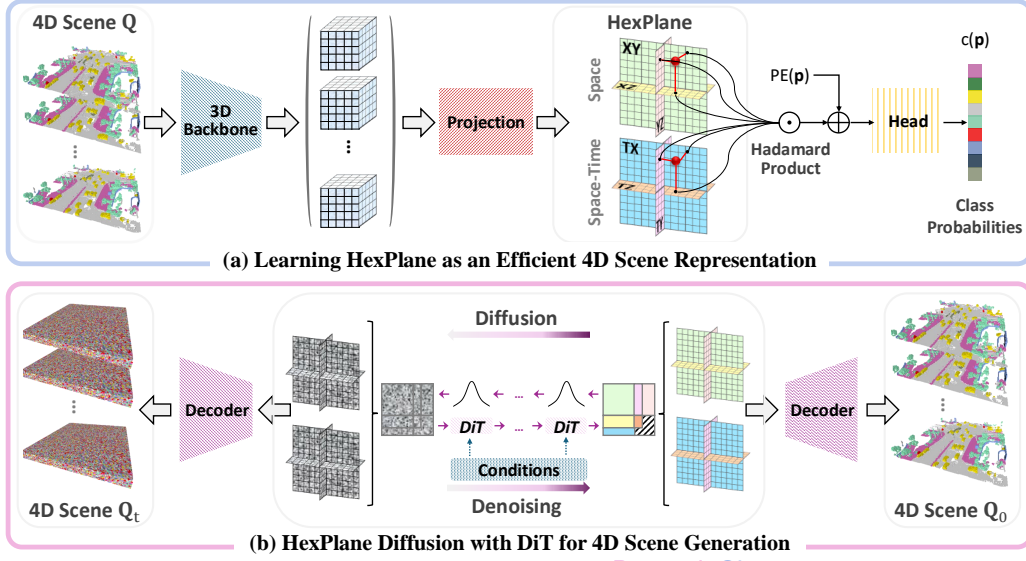 4D Scene Q
3D
Backbone
Projection
HexPlane
Space
Space-Time
XY
XZ
YZ
TX
TZ
TY
Hadamard
Product
PE(p)
Head
c(p)
Class
Probabilities
(a) Learning HexPlane as an Efficient 4D Scene Representation
4D Scene Qt
Decoder
Diffusion
...
DiT ... DiT
Conditions
Denoising
Decoder
4D Scene Q0
(b) HexPlane Diffusion with DiT for 4D Scene Generation